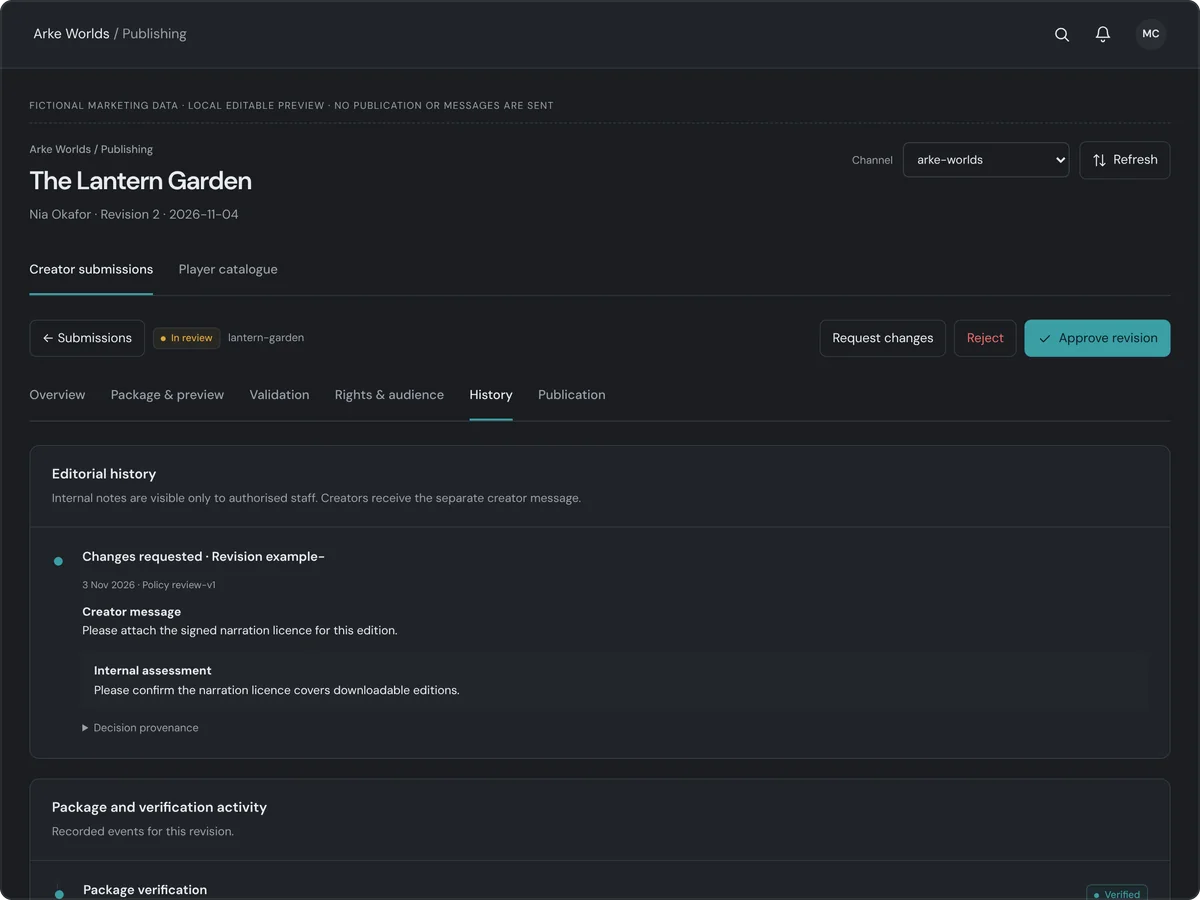 Arke Worlds / Publishing
MC
FICTIONAL MARKETING DATA · LOCAL EDITABLE PREVIEW · NO PUBLICATION OR MESSAGES ARE SENT
Arke Worlds / Publishing
The Lantern Garden
Nia Okafor · Revision 2 · 2026-11-04
Channel
arke-worlds
Refresh
Creator submissions
Player catalogue
← Submissions
In review
lantern-garden
Request changes
Reject
Approve revision
Overview
Package & preview
Validation
Rights & audience
History
Publication
Editorial history
Internal notes are visible only to authorised staff. Creators receive the separate creator message.
Changes requested · Revision example-
3 Nov 2026 · Policy review-v1
Creator message
Please attach the signed narration licence for this edition.
Internal assessment
Please confirm the narration licence covers downloadable editions.
Decision provenance
Package and verification activity
Recorded events for this revision.
Package verification
Verified